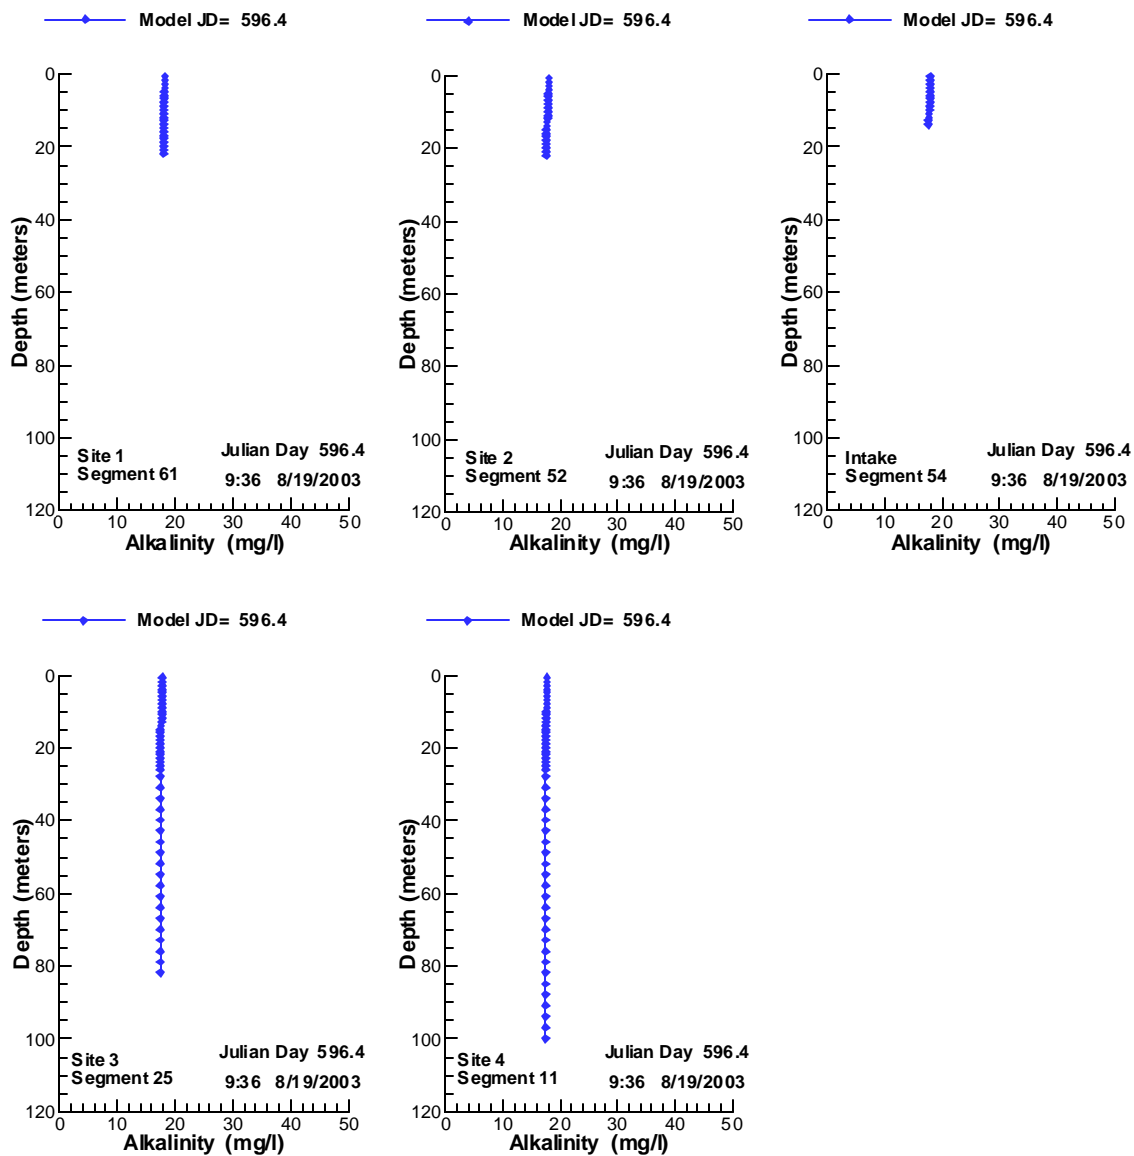 Model JD= 596.4
0
20
40
60
80
100
120
Depth (meters)
Site 1
Segment 61
Julian Day 596.4
9:36 8/19/2003
0 10 20 30 40 50
Alkalinity (mg/l)
Model JD= 596.4
0
20
40
60
80
100
120
Depth (meters)
Site 2
Segment 52
Julian Day 596.4
9:36 8/19/2003
0 10 20 30 40 50
Alkalinity (mg/l)
Model JD= 596.4
0
20
40
60
80
100
120
Depth (meters)
Intake
Segment 54
Julian Day 596.4
9:36 8/19/2003
0 10 20 30 40 50
Alkalinity (mg/l)
Model JD= 596.4
0
20
40
60
80
100
120
Depth (meters)
Site 3
Segment 25
Julian Day 596.4
9:36 8/19/2003
0 10 20 30 40 50
Alkalinity (mg/l)
Model JD= 596.4
0
20
40
60
80
100
120
Depth (meters)
Site 4
Segment 11
Julian Day 596.4
9:36 8/19/2003
0 10 20 30 40 50
Alkalinity (mg/l)